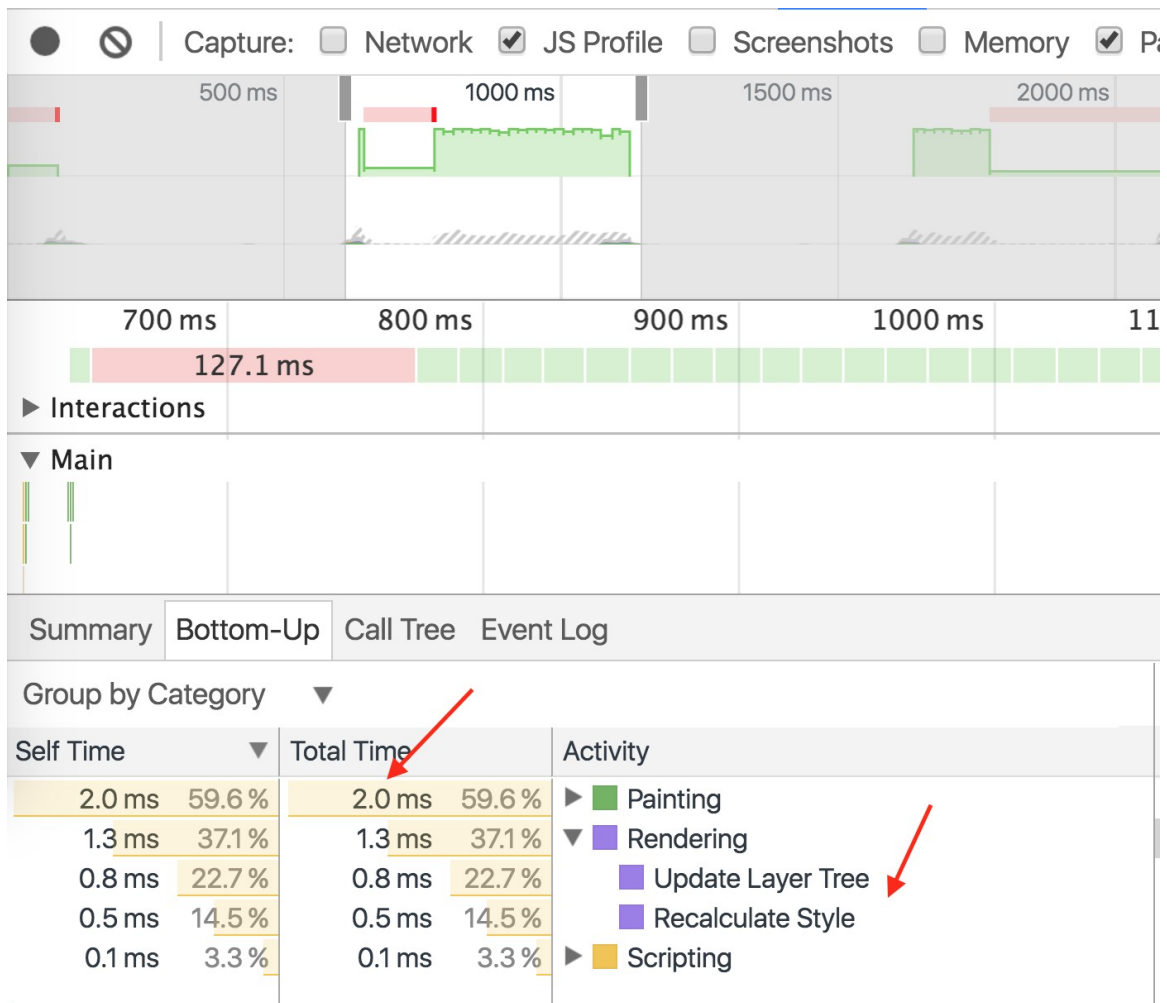 Capture: Network JS Profile Screenshots Memory Pa
500 ms 1000 ms 1500 ms 2000 ms
700 ms 800 ms 900 ms 1000 ms 11
127.1 ms
Interactions
Main
Summary Bottom-Up Call Tree Event Log
Group by Category
Self Time Total Time Activity
2.0 ms 59.6 % 2.0 ms 59.6 % Painting
1.3 ms 37.1 % 1.3 ms 37.1 % Rendering
0.8 ms 22.7 % 0.8 ms 22.7 % Update Layer Tree
0.5 ms 14.5 % 0.5 ms 14.5 % Recalculate Style
0.1 ms 3.3 % 0.1 ms 3.3 % Scripting